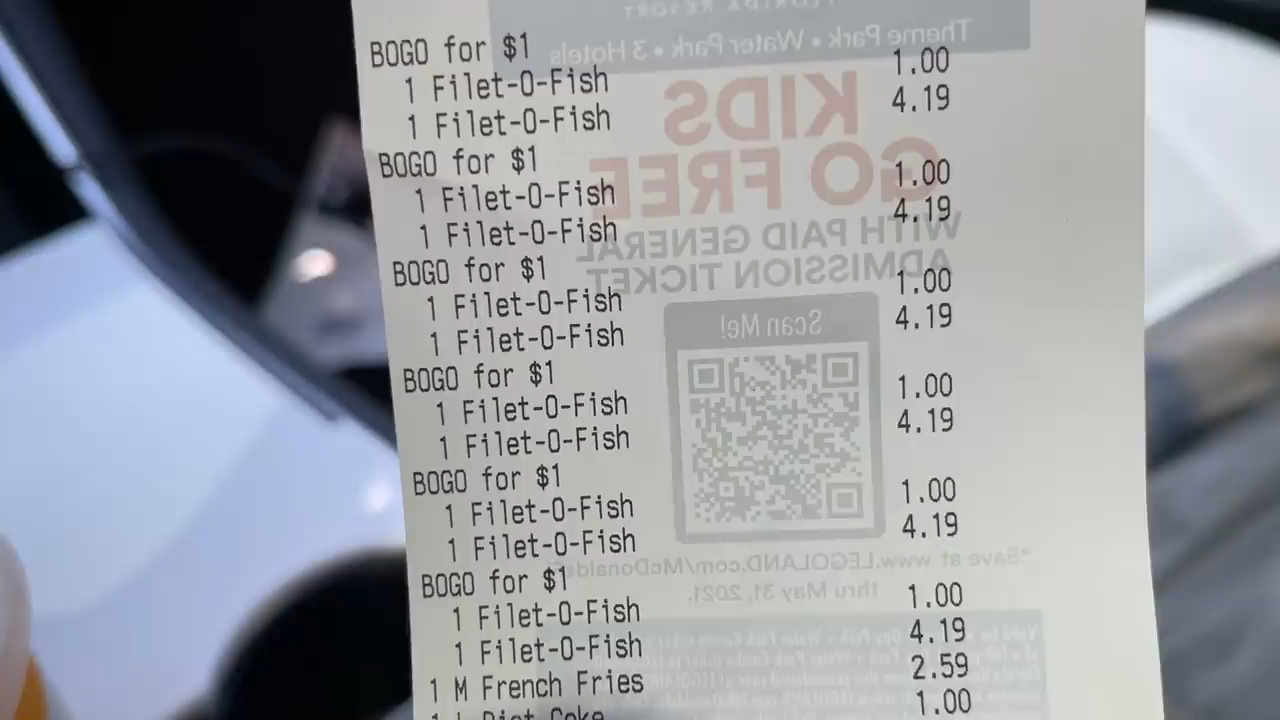 FLORIDA RESORT
Theme Park • Water Park • 3 Hotels
BOGO for $1
1 Filet-O-Fish 1.00
1 Filet-O-Fish 4.19
BOGO for $1
1 Filet-O-Fish 1.00
1 Filet-O-Fish 4.19
BOGO for $1
1 Filet-O-Fish 1.00
1 Filet-O-Fish 4.19
BOGO for $1
1 Filet-O-Fish 1.00
1 Filet-O-Fish 4.19
BOGO for $1
1 Filet-O-Fish 1.00
1 Filet-O-Fish 4.19
BOGO for $1
1 Filet-O-Fish 1.00
1 Filet-O-Fish 4.19
1 M French Fries 2.59
1 L Diet Coke 1.00
KIDS
GO FREE
WITH PAID GENERAL
ADMISSION TICKET
Scan Me!
*Save at www.LEGOLAND.com/McDonalds
thru May 31, 2021.